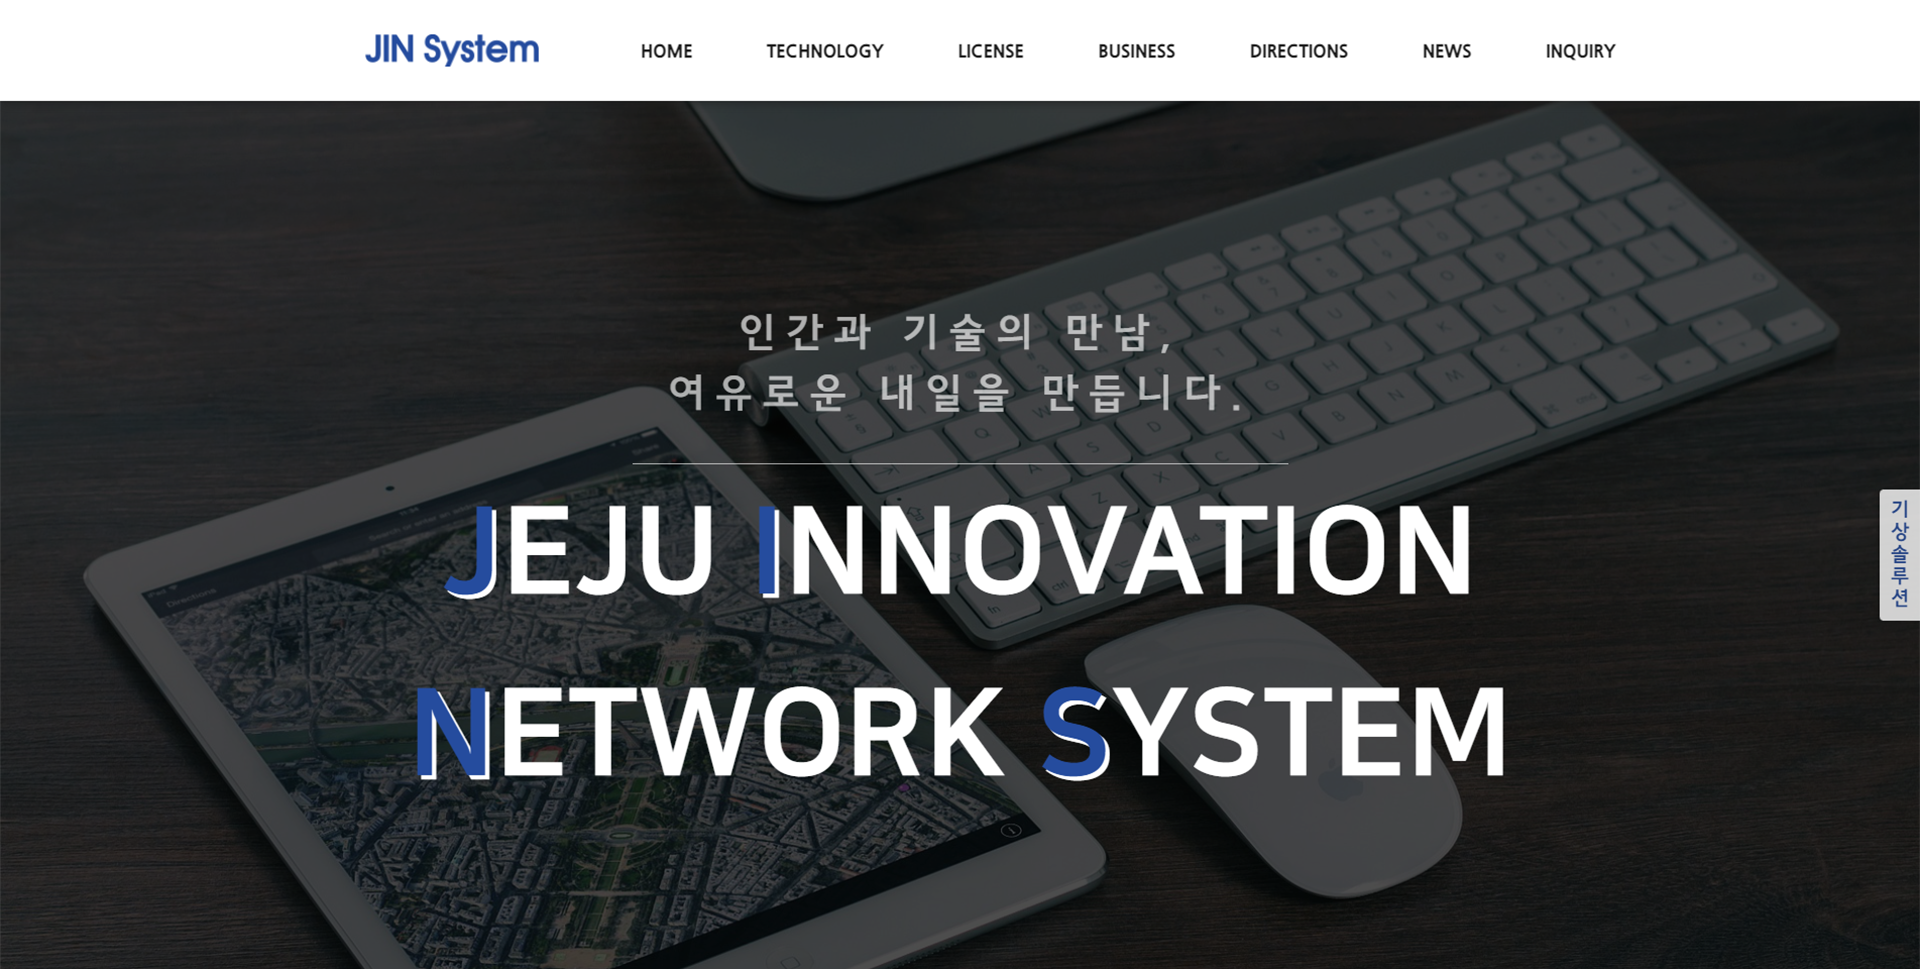 JIN System
HOME TECHNOLOGY LICENSE BUSINESS DIRECTIONS NEWS INQUIRY
인간과 기술의 만남,
여유로운 내일을 만듭니다.
JEJU INNOVATION
NETWORK SYSTEM
기상솔루션
Directions